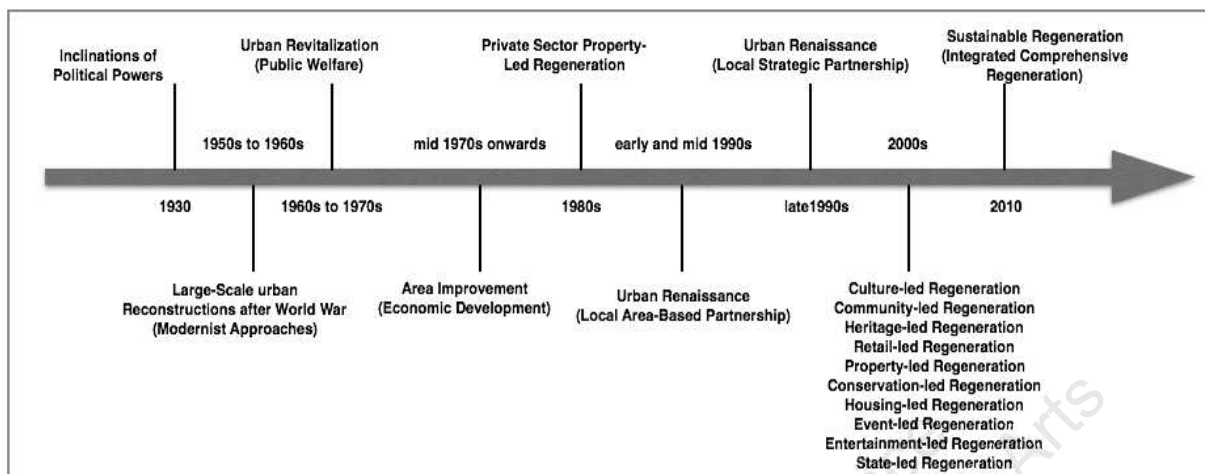 Inclinations of
Political Powers
Urban Revitalization
(Public Welfare)
Private Sector Property-
Led Regeneration
Urban Renaissance
(Local Strategic Partnership)
Sustainable Regeneration
(Integrated Comprehensive
Regeneration)
1950s to 1960s
mid 1970s onwards
early and mid 1990s
2000s
1930
1960s to 1970s
1980s
late1990s
2010
Large-Scale urban
Reconstructions after World War
(Modernist Approaches)
Area Improvement
(Economic Development)
Urban Renaissance
(Local Area-Based Partnership)
Culture-led Regeneration
Community-led Regeneration
Heritage-led Regeneration
Retail-led Regeneration
Property-led Regeneration
Conservation-led Regeneration
Housing-led Regeneration
Event-led Regeneration
Entertainment-led Regeneration
State-led Regeneration
Arts